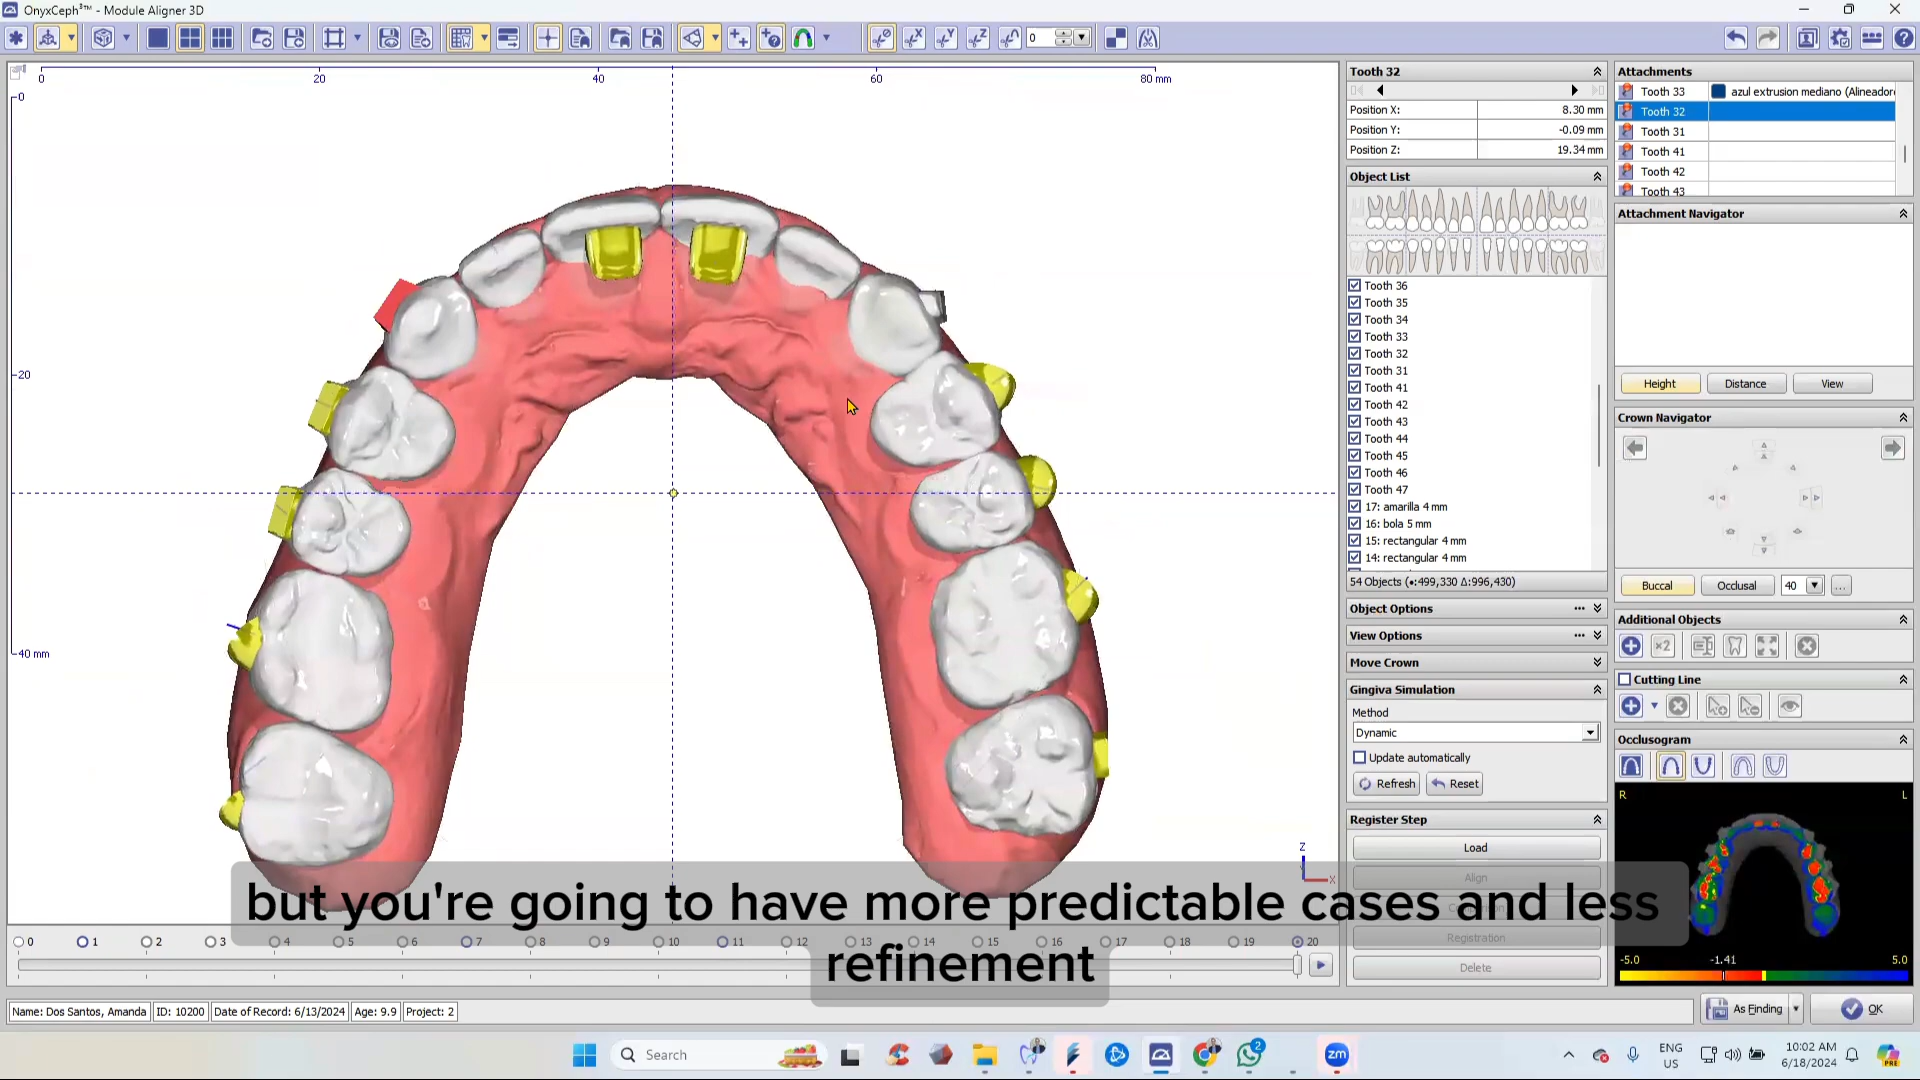 OnyxCeph³™ - Module Aligner 3D
0
0
20
40
60
80 mm
0
20
40 mm
Z
X
Tooth 32
Position X:
8.30 mm
Position Y:
-0.09 mm
Position Z:
19.34 mm
Object List
Tooth 36
Tooth 35
Tooth 34
Tooth 33
Tooth 32
Tooth 31
Tooth 41
Tooth 42
Tooth 43
Tooth 44
Tooth 45
Tooth 46
Tooth 47
17: amarilla 4 mm
16: bola 5 mm
15: rectangular 4 mm
14: rectangular 4 mm
54 Objects (•:499,330 Δ:996,430)
Object Options
View Options
Move Crown
Gingiva Simulation
Method
Dynamic
Update automatically
Refresh
Reset
Register Step
Load
Align
Registration
Delete
Attachments
Tooth 33
azul extrusion mediano (Alineador
Tooth 32
Tooth 31
Tooth 41
Tooth 42
Tooth 43
Attachment Navigator
Height
Distance
View
Crown Navigator
Buccal
Occlusal
40
...
Additional Objects
x2
Cutting Line
Occlusogram
R
L
-5.0
-1.41
5.0
but you're going to have more predictable cases and less
refinement
0 1 2 3 4 5 6 7 8 9 10 11 12 13 14 15 16 17 18 19 20
Name: Dos Santos, Amanda
ID: 10200
Date of Record: 6/13/2024
Age: 9.9
Project: 2
As Finding
OK
Search
2
zm
ENG
US
10:02 AM
6/18/2024
PRE